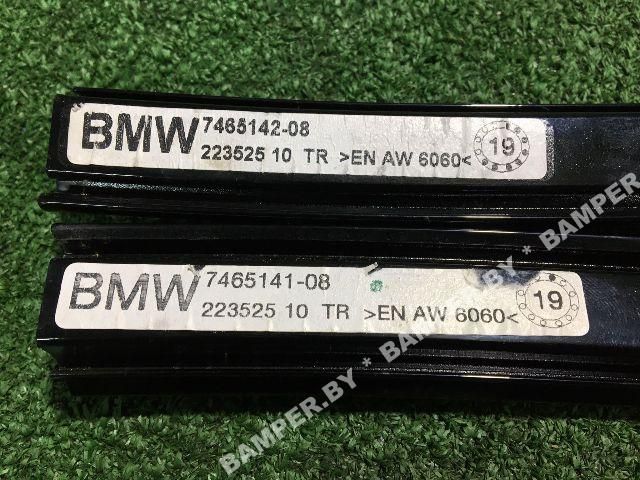 BMW 7465142-08
223525 10 TR >EN AW 6060< 19
BMW 7465141-08
223525 10 TR >EN AW 6060< 19
BAMPER.BY * BAMPER.BY * BAMPER.BY